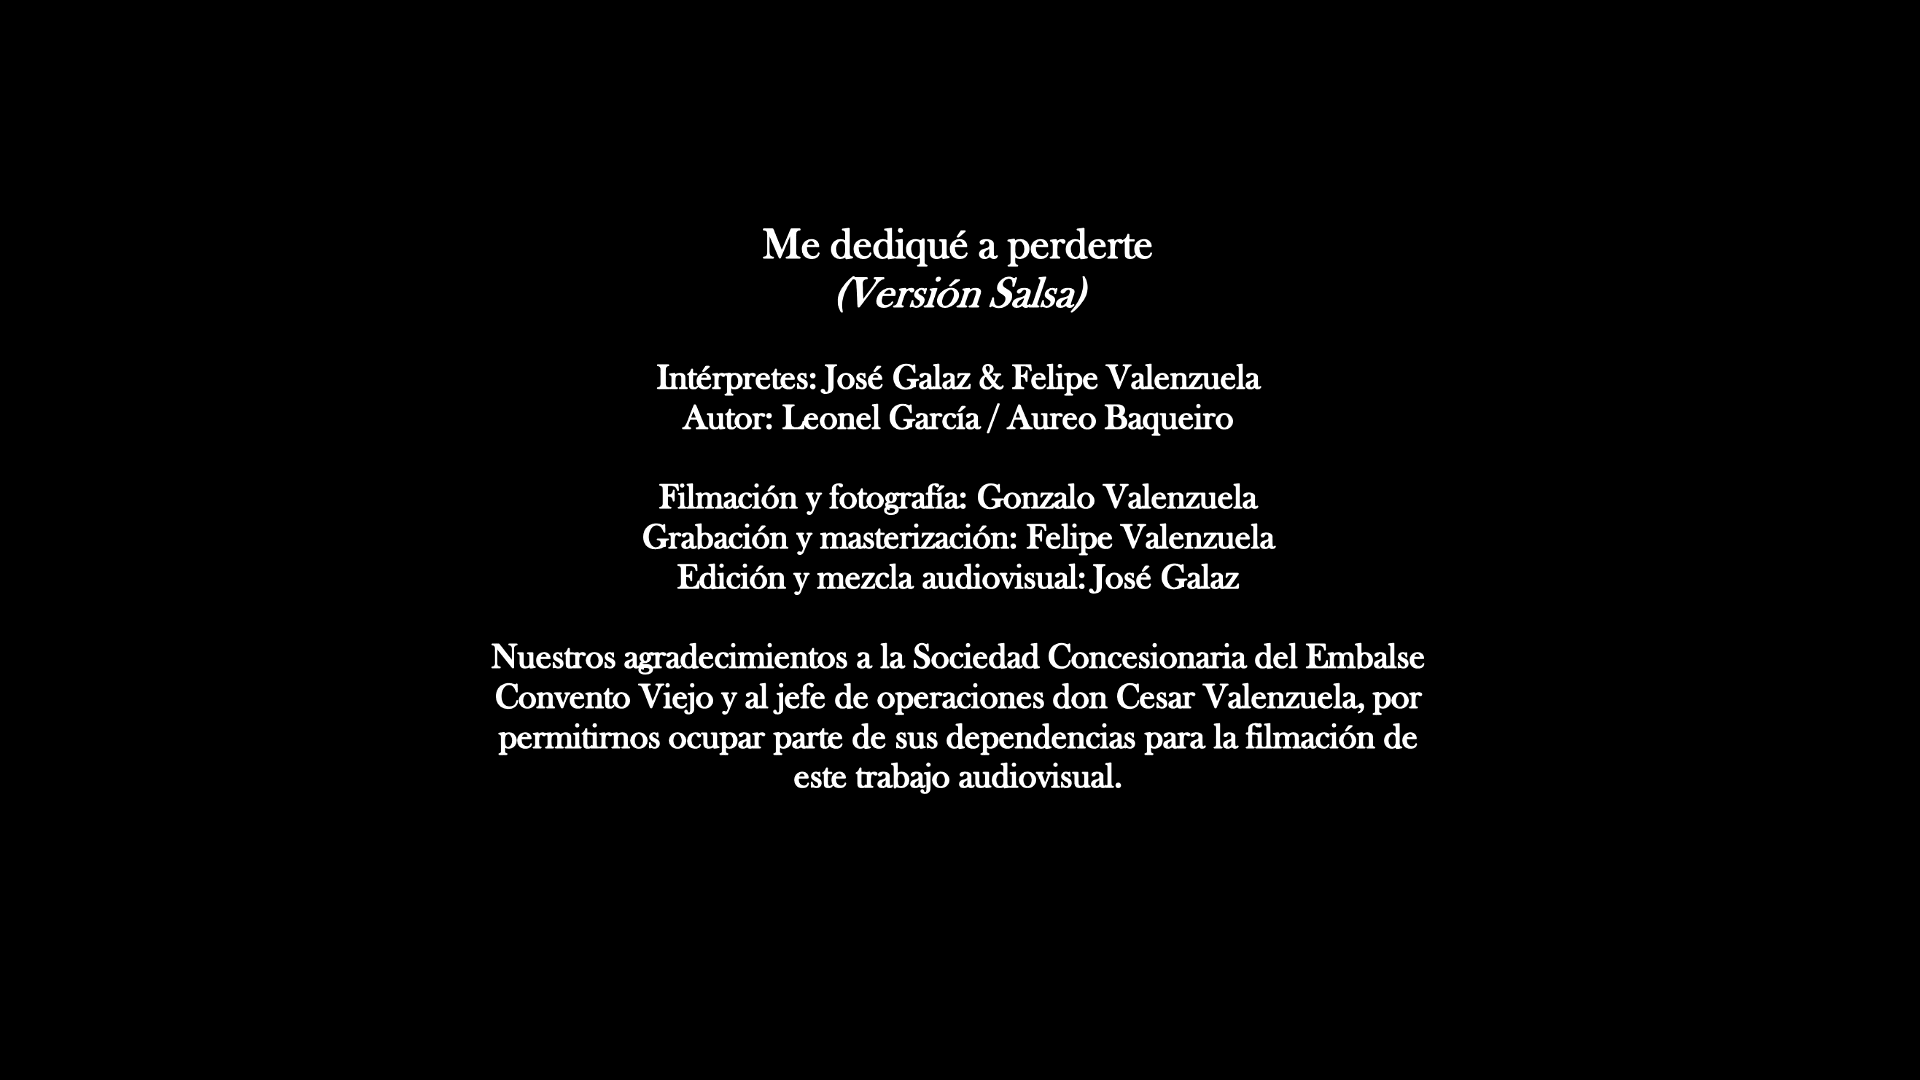 Me dediqué a perderte
(Versión Salsa)
Intérpretes: José Galaz & Felipe Valenzuela
Autor: Leonel García / Aureo Baqueiro
Filmación y fotografía: Gonzalo Valenzuela
Grabación y masterización: Felipe Valenzuela
Edición y mezcla audiovisual: José Galaz
Nuestros agradecimientos a la Sociedad Concesionaria del Embalse
Convento Viejo y al jefe de operaciones don Cesar Valenzuela, por
permitirnos ocupar parte de sus dependencias para la filmación de
este trabajo audiovisual.